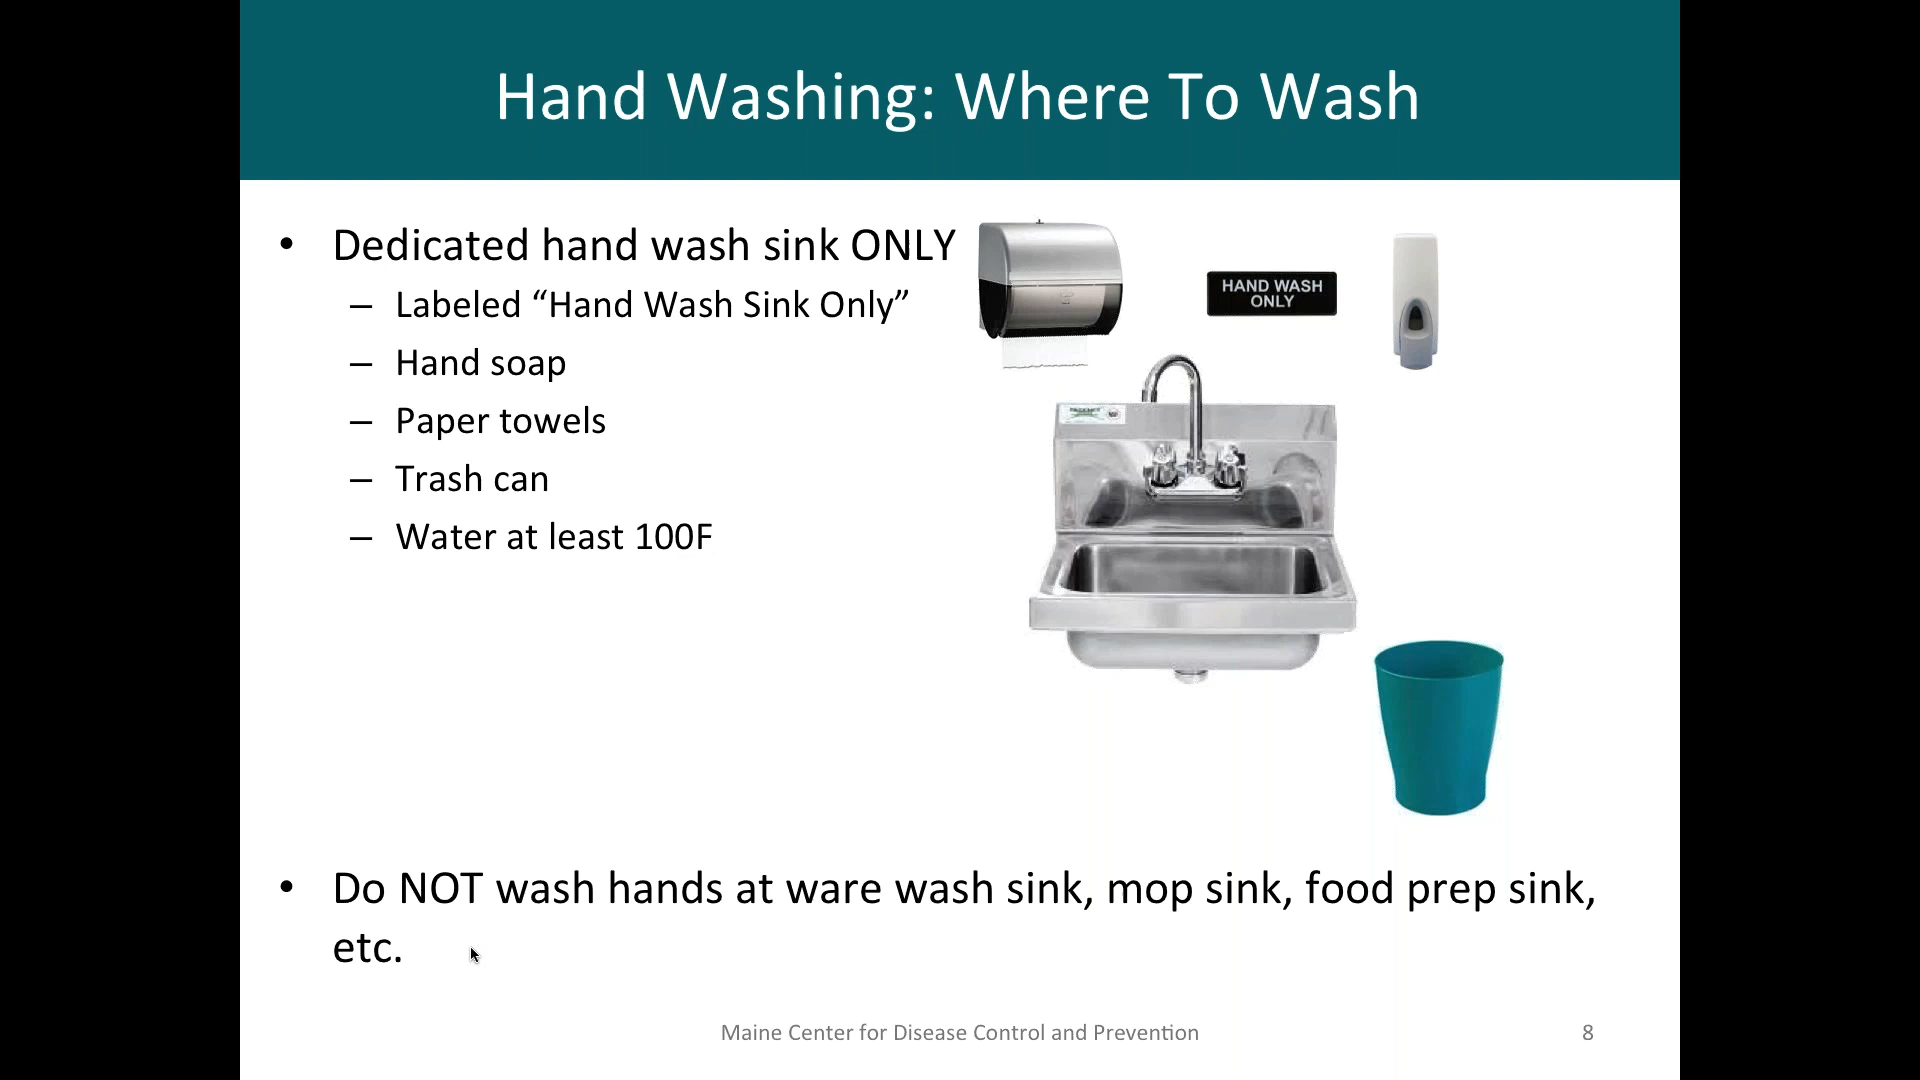 Hand Washing: Where To Wash
• Dedicated hand wash sink ONLY
– Labeled “Hand Wash Sink Only”
– Hand soap
– Paper towels
– Trash can
– Water at least 100F
HAND WASH
ONLY
• Do NOT wash hands at ware wash sink, mop sink, food prep sink,
etc.
Maine Center for Disease Control and Prevention
8